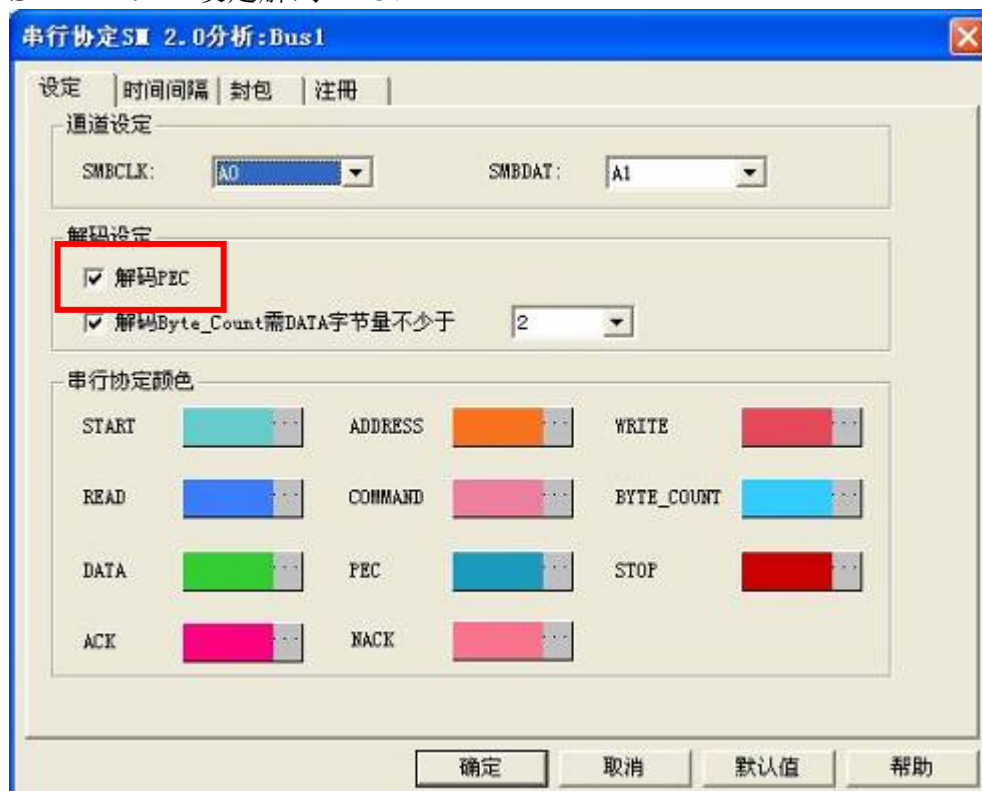 串行协定SM 2.0分析:Bus1
设定 时间间隔 封包 注册
通道设定
SMBCLK: A0 SMBDAT: A1
解码设定
解码PEC
解码Byte_Count需DATA字节量不少于 2
串行协定颜色
START ... ADDRESS ... WRITE ...
READ ... COMMAND ... BYTE_COUNT ...
DATA ... PEC ... STOP ...
ACK ... NACK ...
确定 取消 默认值 帮助